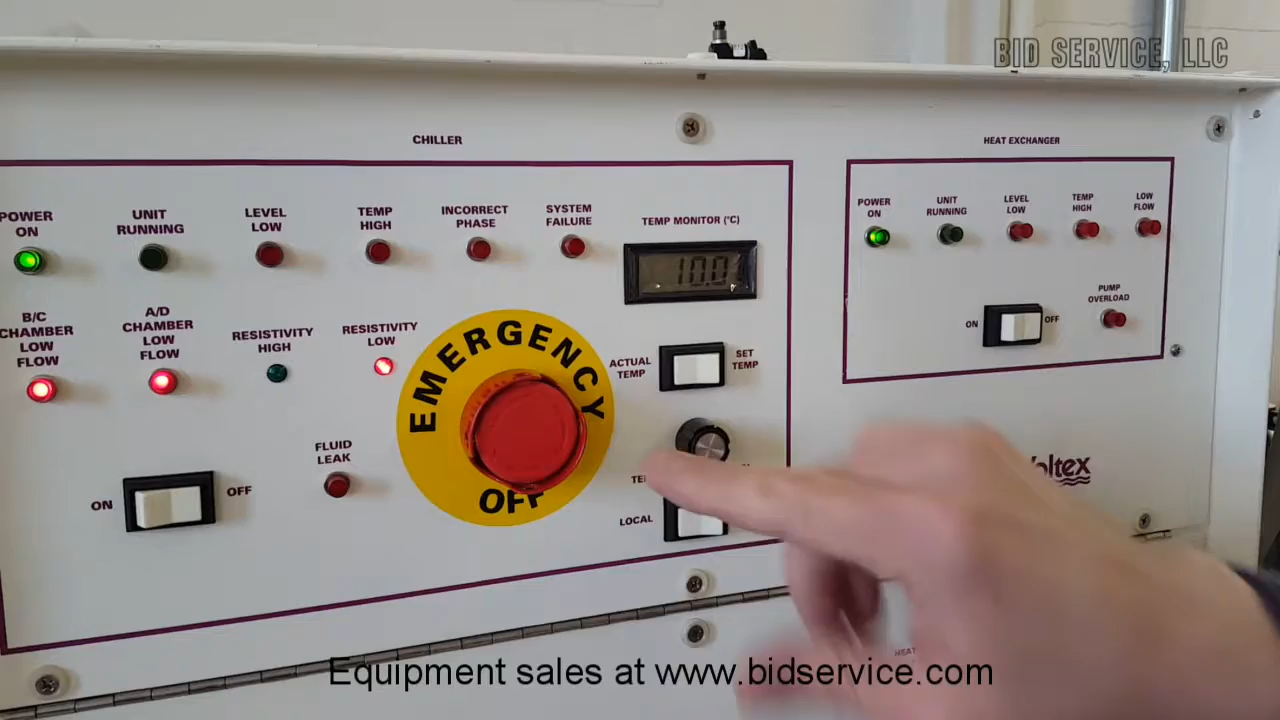 BID SERVICE, LLC
CHILLER
HEAT EXCHANGER
POWER
ON
UNIT
RUNNING
LEVEL
LOW
TEMP
HIGH
INCORRECT
PHASE
SYSTEM
FAILURE
TEMP MONITOR (°C)
10.0
POWER
ON
UNIT
RUNNING
LEVEL
LOW
TEMP
HIGH
LOW
FLOW
B/C
CHAMBER
LOW
FLOW
A/D
CHAMBER
LOW
FLOW
RESISTIVITY
HIGH
RESISTIVITY
LOW
EMERGENCY
OFF
ACTUAL
TEMP
SET
TEMP
ON
OFF
PUMP
OVERLOAD
FLUID
LEAK
ON
OFF
LOCAL
HEAT
Equipment sales at www.bidservice.com